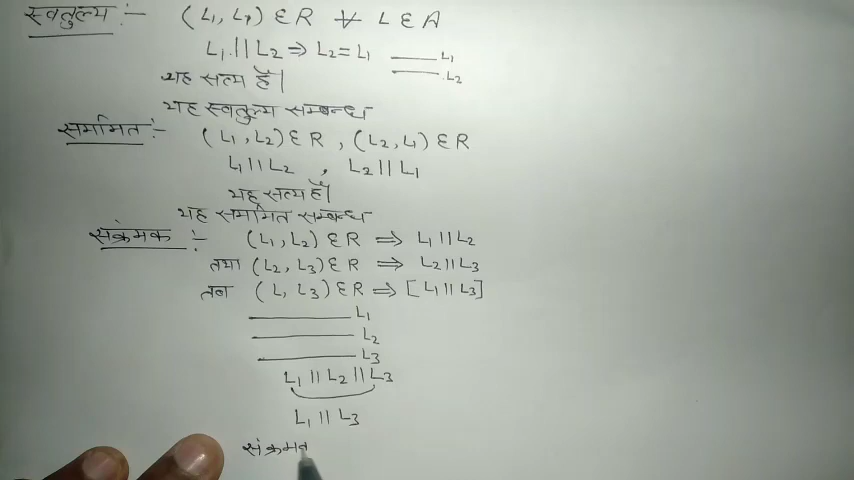 स्वतुल्य :- (L₁, L₁) ƐR ∀ L Ɛ A
L₁ || L₂ ⇒ L₂ = L₁ L₁
L₂
यह सत्य है।
यह स्वतुल्य सम्बन्ध
सममित :- (L₁, L₂) Ɛ R , (L₂, L₁) Ɛ R
L₁ || L₂ , L₂ || L₁
यह सत्य है।
यह सममित सम्बन्ध
संक्रमक :- (L₁, L₂) Ɛ R ⇒ L₁ || L₂
तथा (L₂, L₃) Ɛ R ⇒ L₂ || L₃
तब (L, L₃) Ɛ R ⇒ [L₁ || L₃]
L₁
L₂
L₃
L₁ || L₂ || L₃
L₁ || L₃
संक्रम